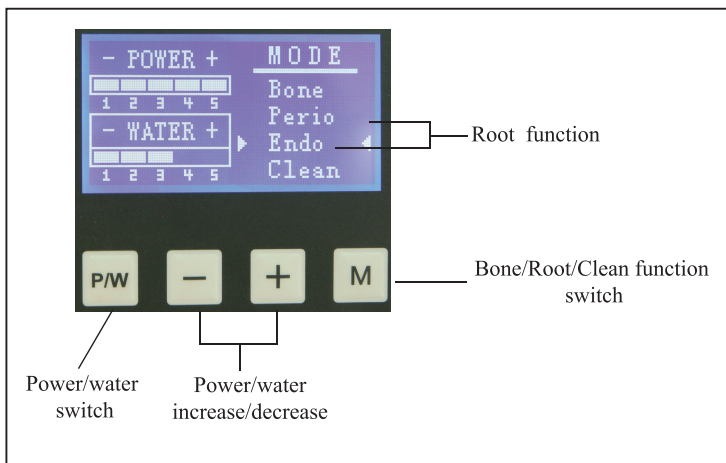 - POWER +
1 2 3 4 5
- WATER +
1 2 3 4 5
MODE
Bone
Perio
Endo
Clean
Root function
P/W
−
+
M
Bone/Root/Clean function
switch
Power/water
switch
Power/water
increase/decrease